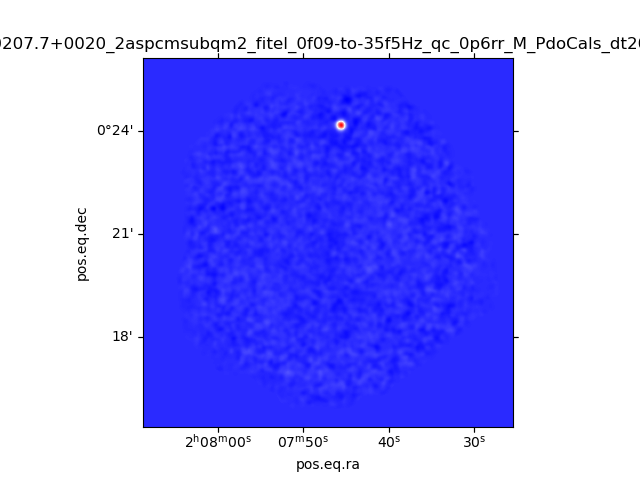 0207.7+0020_2aspcmsubqm2_fitel_0f09-to-35f5Hz_qc_0p6rr_M_PdoCals_dt20
0°24'
21'
18'
pos.eq.dec
2ʰ08ᵐ00ˢ 07ᵐ50ˢ 40ˢ 30ˢ
pos.eq.ra